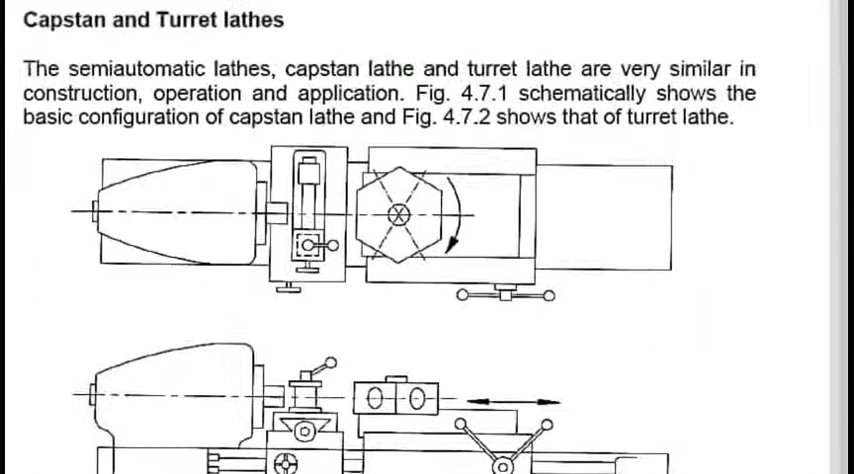 Capstan and Turret lathes
The semiautomatic lathes, capstan lathe and turret lathe are very similar in
construction, operation and application. Fig. 4.7.1 schematically shows the
basic configuration of capstan lathe and Fig. 4.7.2 shows that of turret lathe.